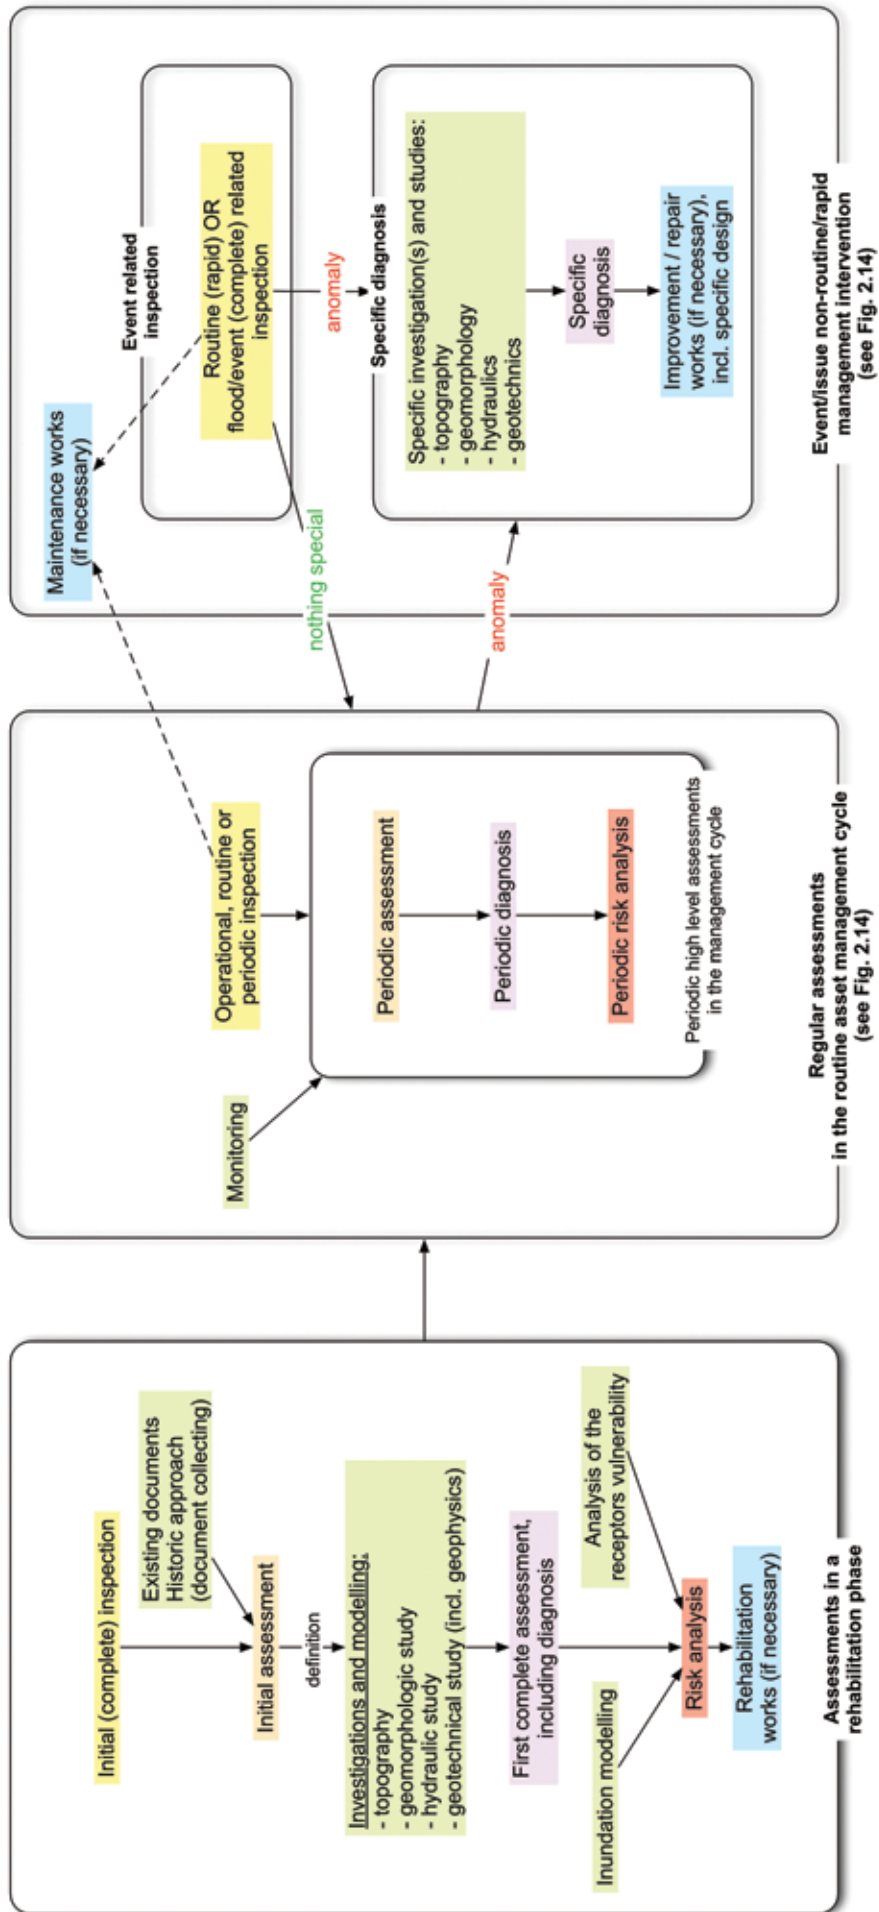 Initial (complete) inspection
Existing documents
Historic approach
(document collecting)
Initial assessment
definition
Investigations and modelling:
- topography
- geomorphologic study
- hydraulic study
- geotechnical study (incl. geophysics)
First complete assessment,
including diagnosis
Inundation modelling
Analysis of the
receptors vulnerability
Risk analysis
Rehabilitation
works (if necessary)
Assessments in a
rehabilitation phase
Monitoring
Operational, routine or
periodic inspection
Periodic assessment
Periodic diagnosis
Periodic risk analysis
Periodic high level assessments
in the management cycle
Regular assessments
in the routine asset management cycle
(see Fig. 2.14)
Maintenance works
(if necessary)
nothing special
anomaly
Event related
inspection
Routine (rapid) OR
flood/event (complete) related
inspection
anomaly
Specific diagnosis
Specific investigation(s) and studies:
- topography
- geomorphology
- hydraulics
- geotechnics
Specific
diagnosis
Improvement / repair
works (if necessary),
incl. specific design
Event/issue non-routine/rapid
management intervention
(see Fig. 2.14)